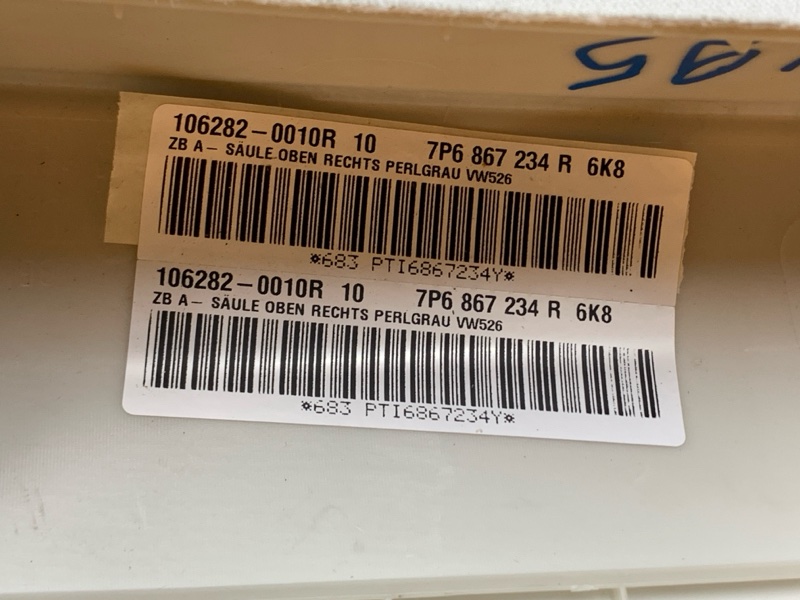 106282-0010R 10 7P6 867 234 R 6K8
ZB A- SÄULE OBEN RECHTS PERLGRAU VW526
*683 PTI6867234Y*
106282-0010R 10 7P6 867 234 R 6K8
ZB A- SÄULE OBEN RECHTS PERLGRAU VW526
*683 PTI6867234Y*